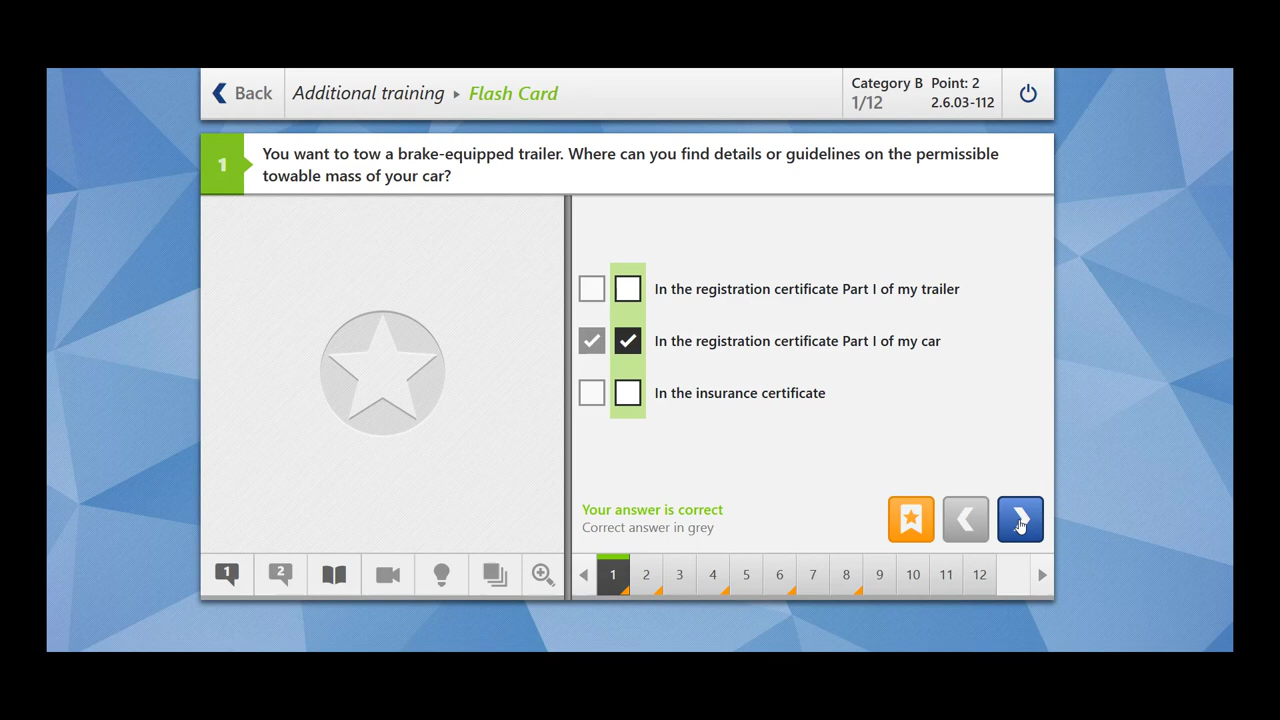 Back
Additional training ▸ Flash Card
Category B Point: 2
1/12 2.6.03-112
1
You want to tow a brake-equipped trailer. Where can you find details or guidelines on the permissible
towable mass of your car?
In the registration certificate Part I of my trailer
In the registration certificate Part I of my car
In the insurance certificate
Your answer is correct
Correct answer in grey
1 2
1 2 3 4 5 6 7 8 9 10 11 12